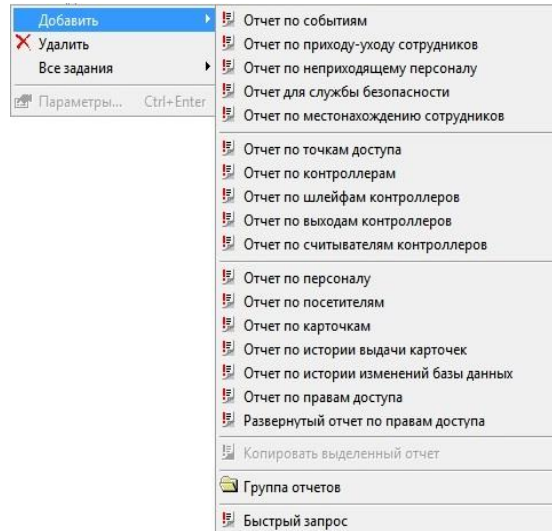 Добавить
Удалить
Все задания
Параметры... Ctrl+Enter
Отчет по событиям
Отчет по приходу-уходу сотрудников
Отчет по неприходящему персоналу
Отчет для службы безопасности
Отчет по местонахождению сотрудников
Отчет по точкам доступа
Отчет по контроллерам
Отчет по шлейфам контроллеров
Отчет по выходам контролеров
Отчет по считывателям контроллеров
Отчет по персоналу
Отчет по посетителям
Отчет по карточкам
Отчет по истории выдачи карточек
Отчет по истории изменений базы данных
Отчет по правам доступа
Развернутый отчет по правам доступа
Копировать выделенный отчет
Группа отчетов
Быстрый запрос